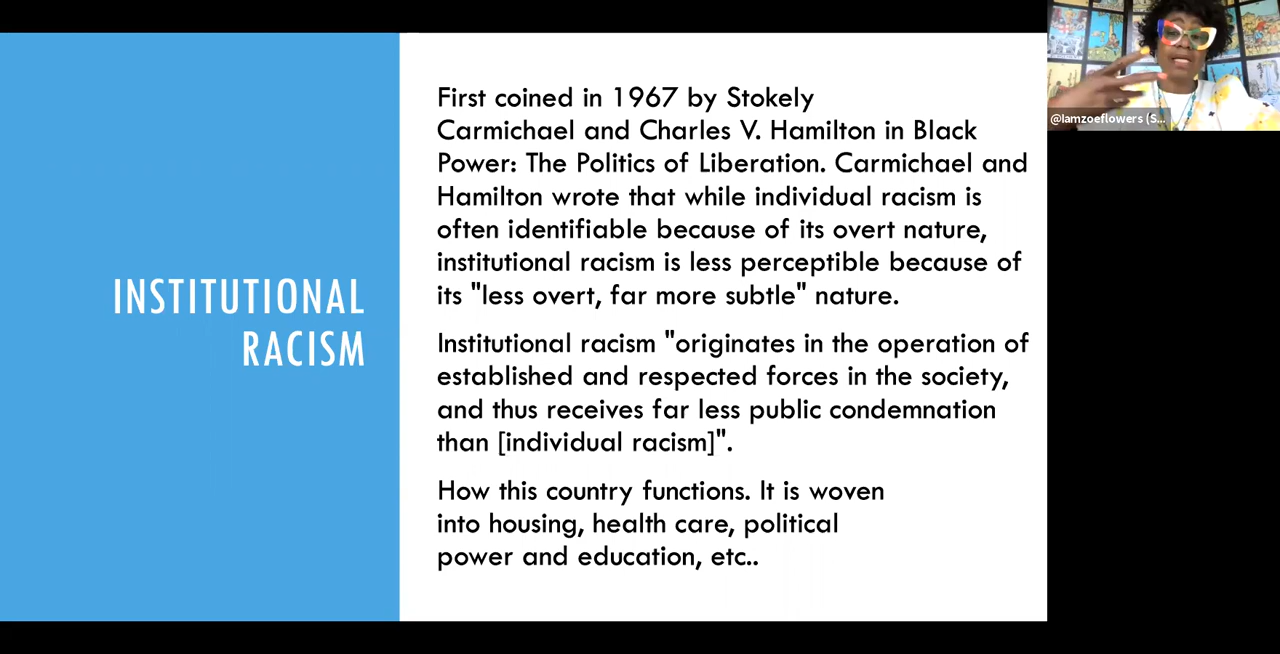 INSTITUTIONAL
RACISM
First coined in 1967 by Stokely
Carmichael and Charles V. Hamilton in Black
Power: The Politics of Liberation. Carmichael and
Hamilton wrote that while individual racism is
often identifiable because of its overt nature,
institutional racism is less perceptible because of
its "less overt, far more subtle" nature.
Institutional racism "originates in the operation of
established and respected forces in the society,
and thus receives far less public condemnation
than [individual racism]".
How this country functions. It is woven
into housing, health care, political
power and education, etc..
@Iamzoeflowers (S...